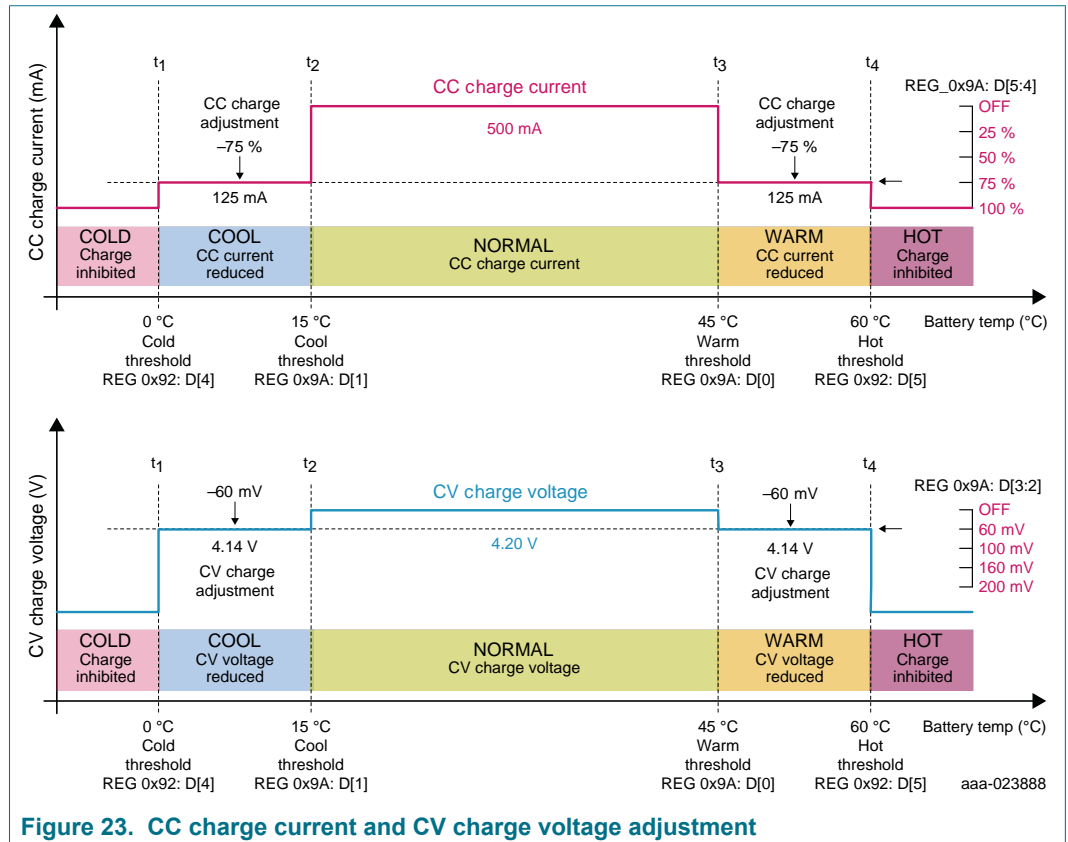 CC charge current (mA)
t1
t2
t3
t4
CC charge
adjustment
–75 %
125 mA
CC charge current
500 mA
CC charge
adjustment
–75 %
125 mA
REG_0x9A: D[5:4]
OFF
25 %
50 %
75 %
100 %
COLD
Charge
inhibited
COOL
CC current
reduced
NORMAL
CC charge current
WARM
CC current
reduced
HOT
Charge
inhibited
0 °C
Cold
threshold
REG 0x92: D[4]
15 °C
Cool
threshold
REG 0x9A: D[1]
45 °C
Warm
threshold
REG 0x9A: D[0]
60 °C
Hot
threshold
REG 0x92: D[5]
Battery temp (°C)
CV charge voltage (V)
t1
t2
t3
t4
–60 mV
4.14 V
CV charge
adjustment
CV charge voltage
4.20 V
–60 mV
4.14 V
CV charge
adjustment
REG 0x9A: D[3:2]
OFF
60 mV
100 mV
160 mV
200 mV
COLD
Charge
inhibited
COOL
CV voltage
reduced
NORMAL
CV charge voltage
WARM
CV voltage
reduced
HOT
Charge
inhibited
0 °C
Cold
threshold
REG 0x92: D[4]
15 °C
Cool
threshold
REG 0x9A: D[1]
45 °C
Warm
threshold
REG 0x9A: D[0]
60 °C
Hot
threshold
REG 0x92: D[5]
Battery temp (°C)
aaa-023888
Figure 23. CC charge current and CV charge voltage adjustment